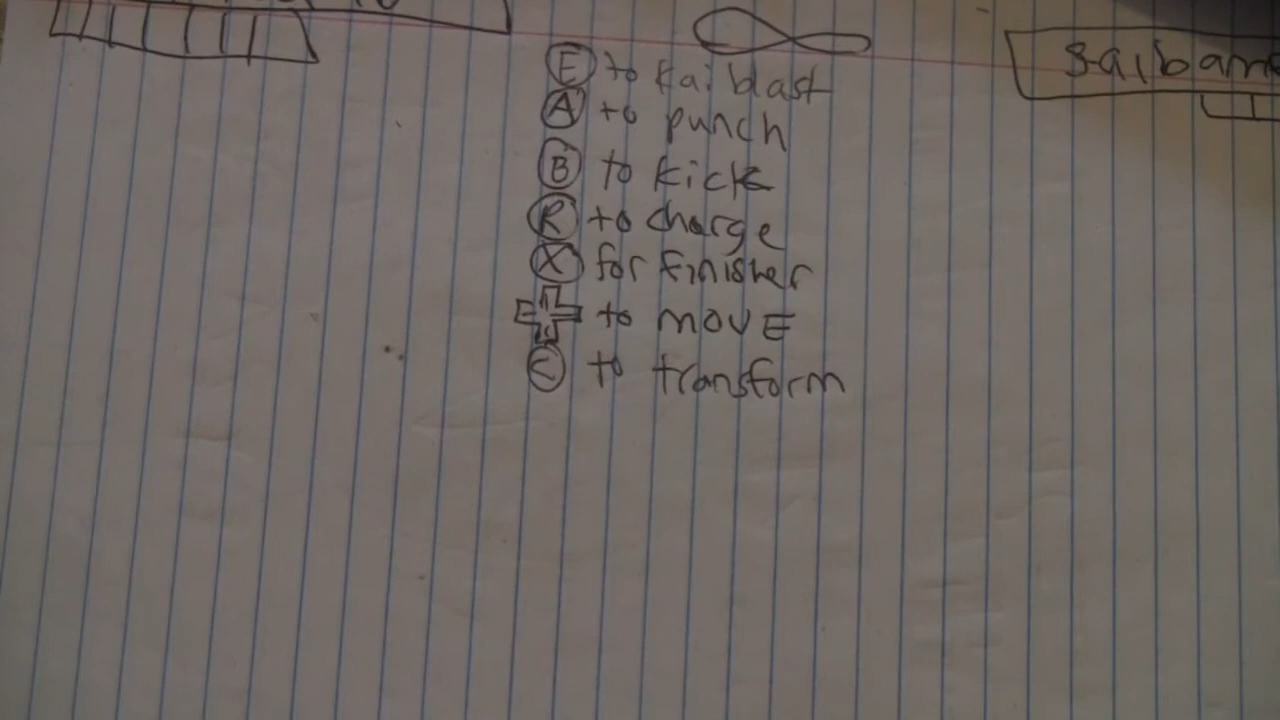 Saibam
E to Kai blast
A to punch
B to kick
R to charge
X for finisher
to movE
C to transform